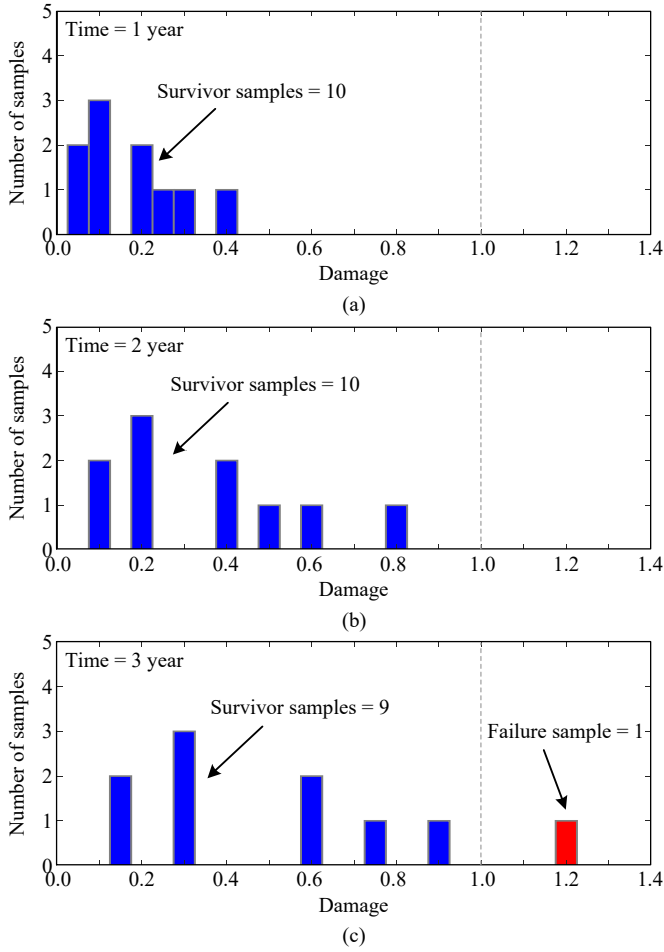 5
Time = 1 year
4
Survivor samples = 10
3
2
1
0
Number of samples
0.0 0.2 0.4 0.6 0.8 1.0 1.2 1.4
Damage
(a)
5
Time = 2 year
4
Survivor samples = 10
3
2
1
0
Number of samples
0.0 0.2 0.4 0.6 0.8 1.0 1.2 1.4
Damage
(b)
5
Time = 3 year
4
Survivor samples = 9
Failure sample = 1
3
2
1
0
Number of samples
0.0 0.2 0.4 0.6 0.8 1.0 1.2 1.4
Damage
(c)